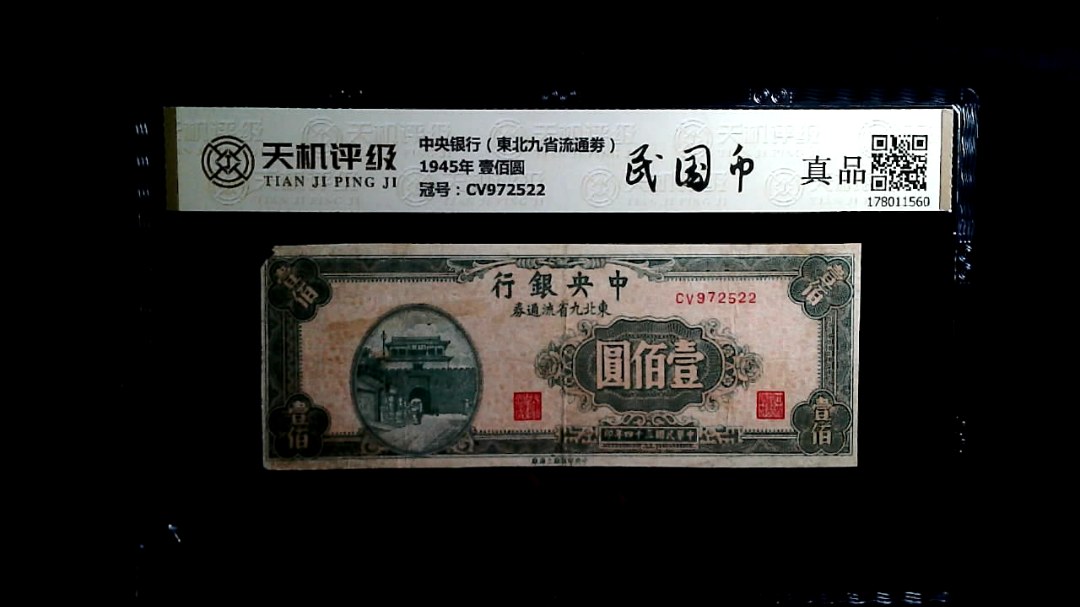 天机评级
TIAN JI PING JI
中央银行（東北九省流通券）
1945年 壹佰圆
冠号：CV972522
民国币
真品
178011560
行銀央中
券通流省九北東
CV972522
圓佰壹
壹佰
壹佰
壹佰
壹佰
印年四十三國民華中